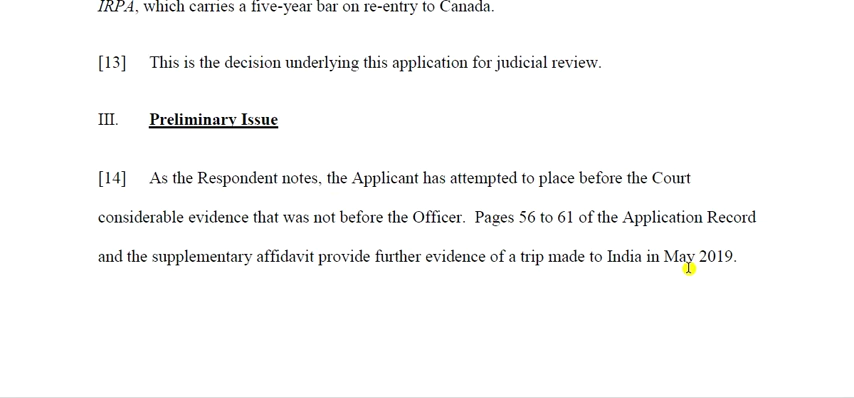 IRPA, which carries a five-year bar on re-entry to Canada.
[13] This is the decision underlying this application for judicial review.
III. Preliminary Issue
[14] As the Respondent notes, the Applicant has attempted to place before the Court
considerable evidence that was not before the Officer. Pages 56 to 61 of the Application Record
and the supplementary affidavit provide further evidence of a trip made to India in May 2019.